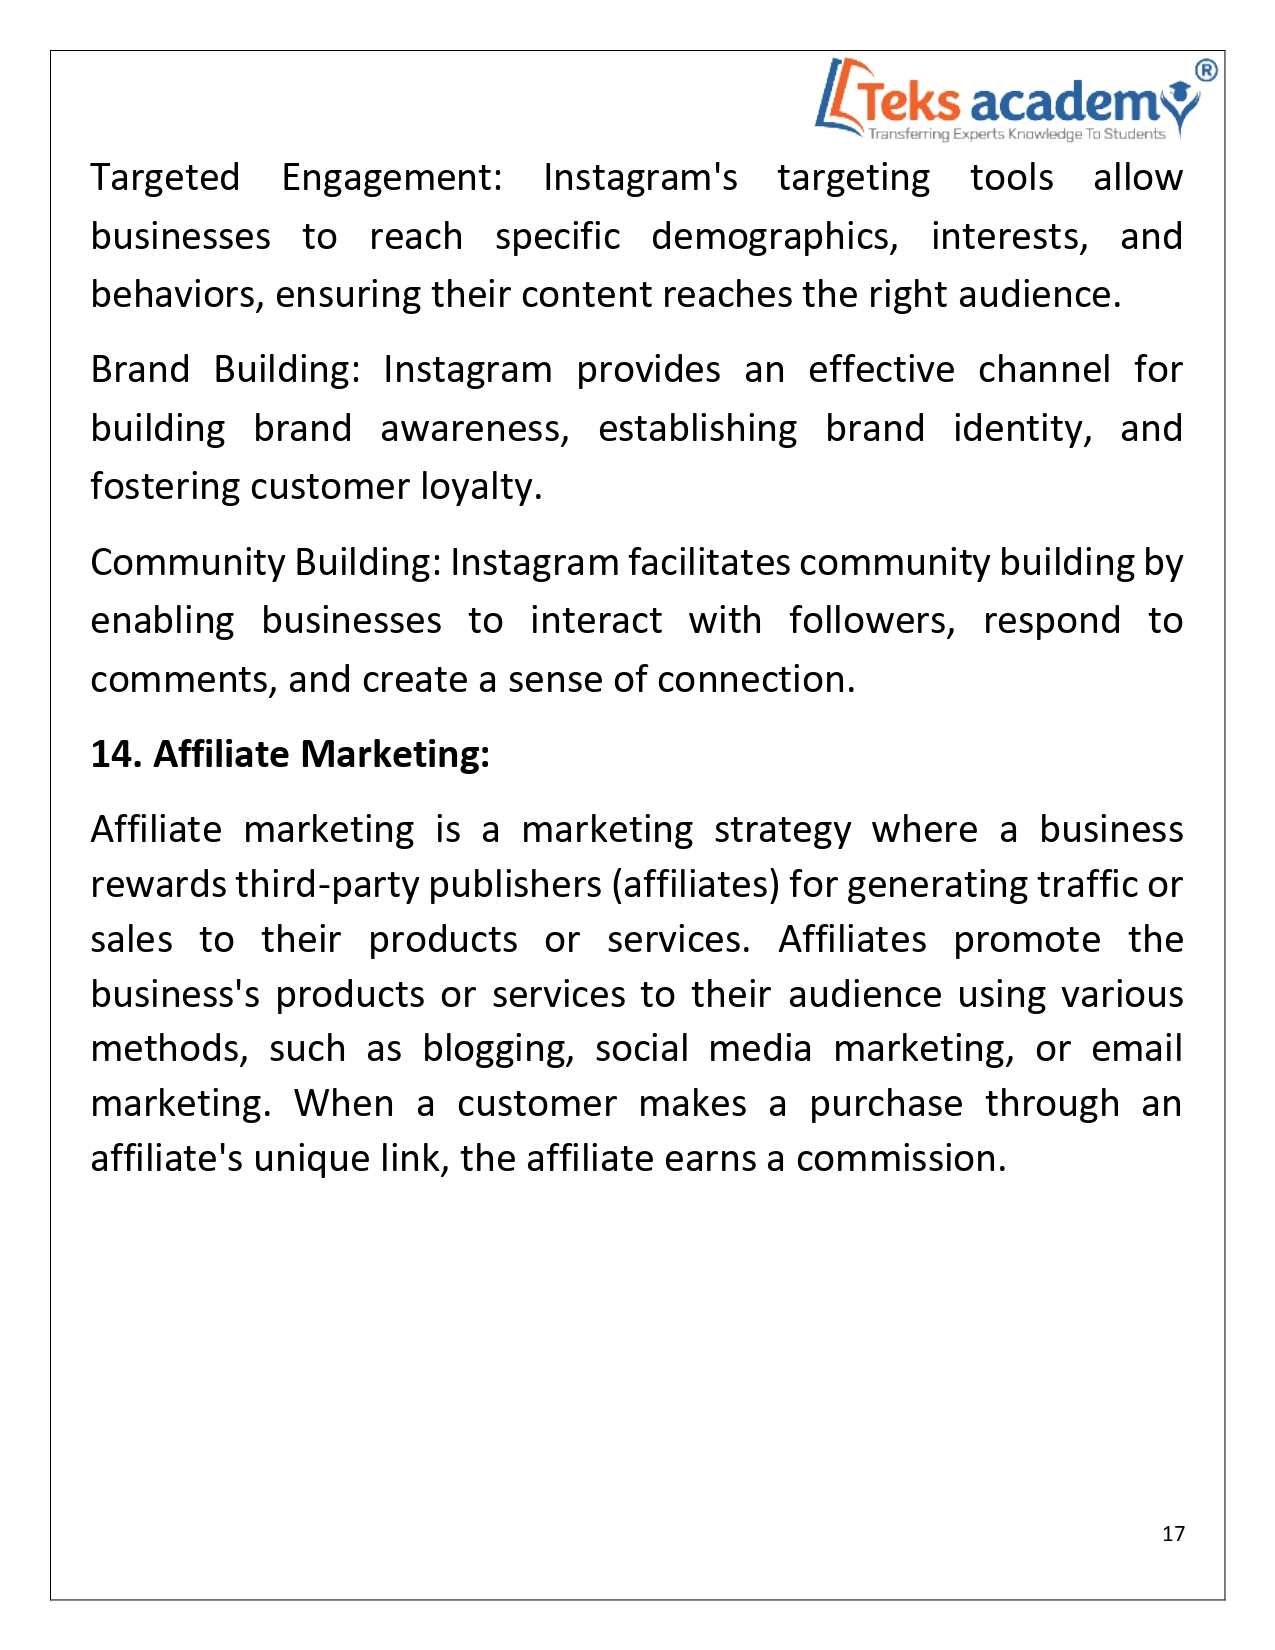 Teks academy ®
Transferring Experts Knowledge To Students
Targeted Engagement: Instagram's targeting tools allow
businesses to reach specific demographics, interests, and
behaviors, ensuring their content reaches the right audience.
Brand Building: Instagram provides an effective channel for
building brand awareness, establishing brand identity, and
fostering customer loyalty.
Community Building: Instagram facilitates community building by
enabling businesses to interact with followers, respond to
comments, and create a sense of connection.
14. Affiliate Marketing:
Affiliate marketing is a marketing strategy where a business
rewards third-party publishers (affiliates) for generating traffic or
sales to their products or services. Affiliates promote the
business's products or services to their audience using various
methods, such as blogging, social media marketing, or email
marketing. When a customer makes a purchase through an
affiliate's unique link, the affiliate earns a commission.
17